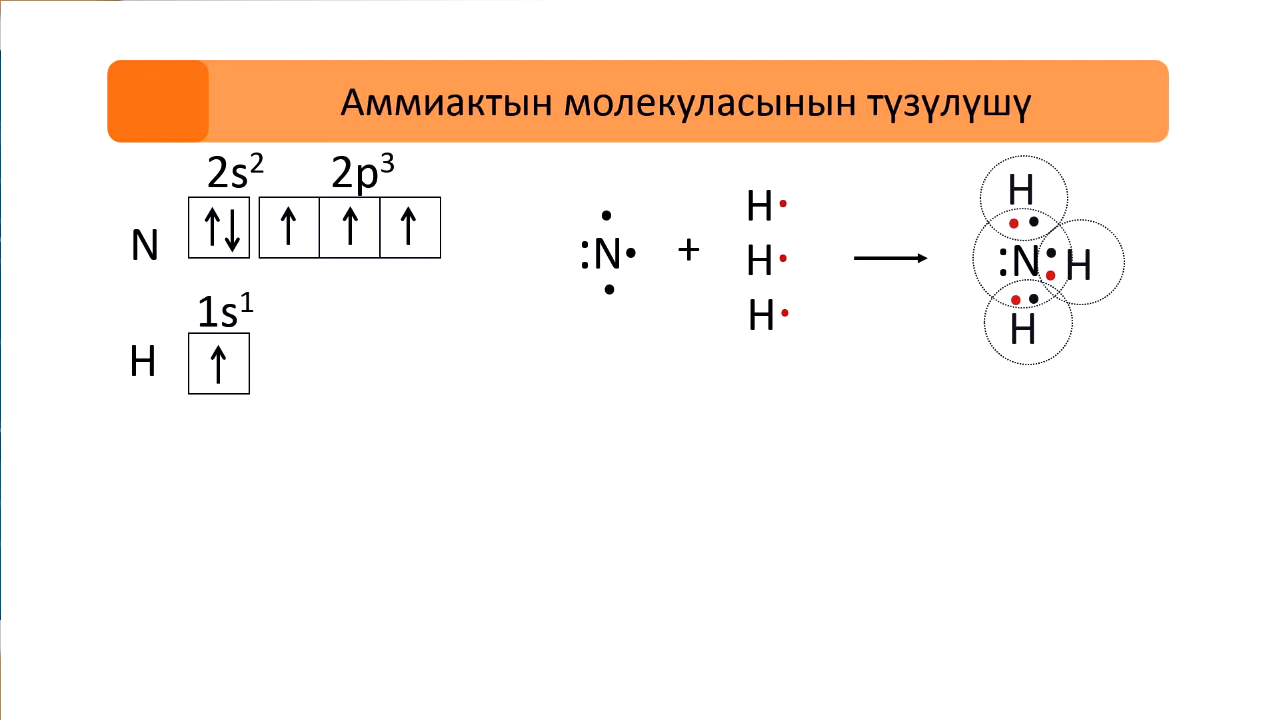 Аммиактын молекуласынын түзүлүшү
2s² 2p³
N ↑↓ ↑ ↑ ↑
1s¹
H ↑
:N + H H H → H :N H H